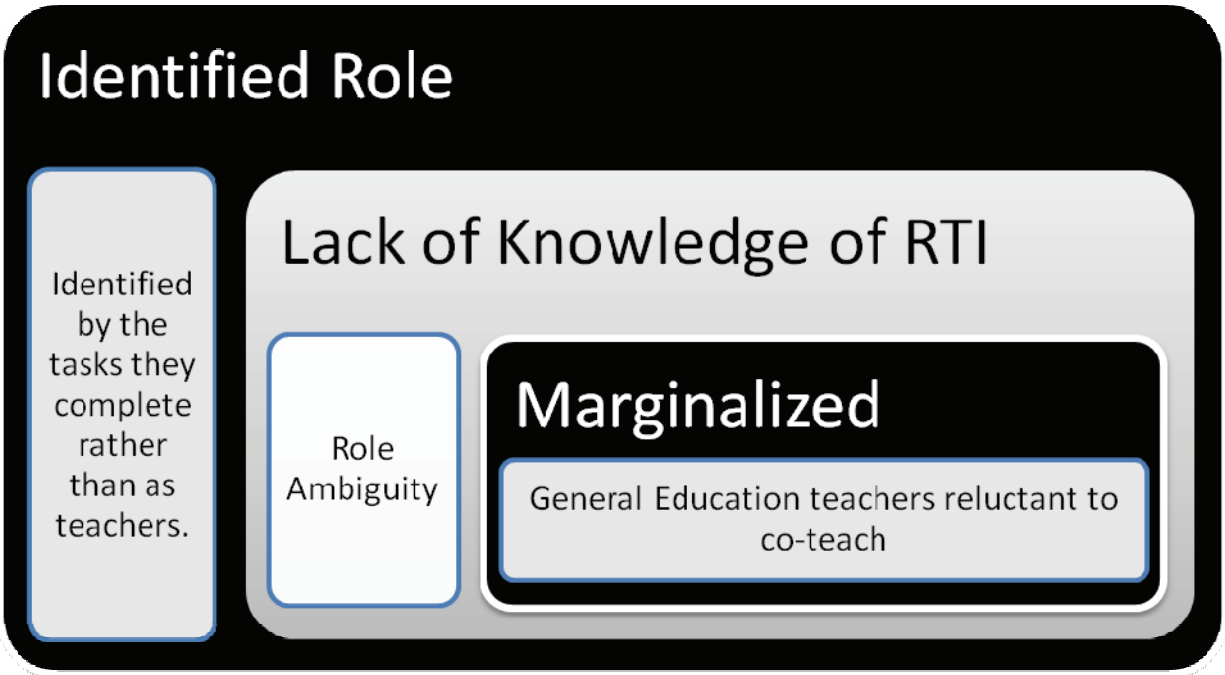 Identified Role
Identified
by the
tasks they
complete
rather
than as
teachers.
Lack of Knowledge of RTI
Role
Ambiguity
Marginalized
General Education teachers reluctant to
co-teach